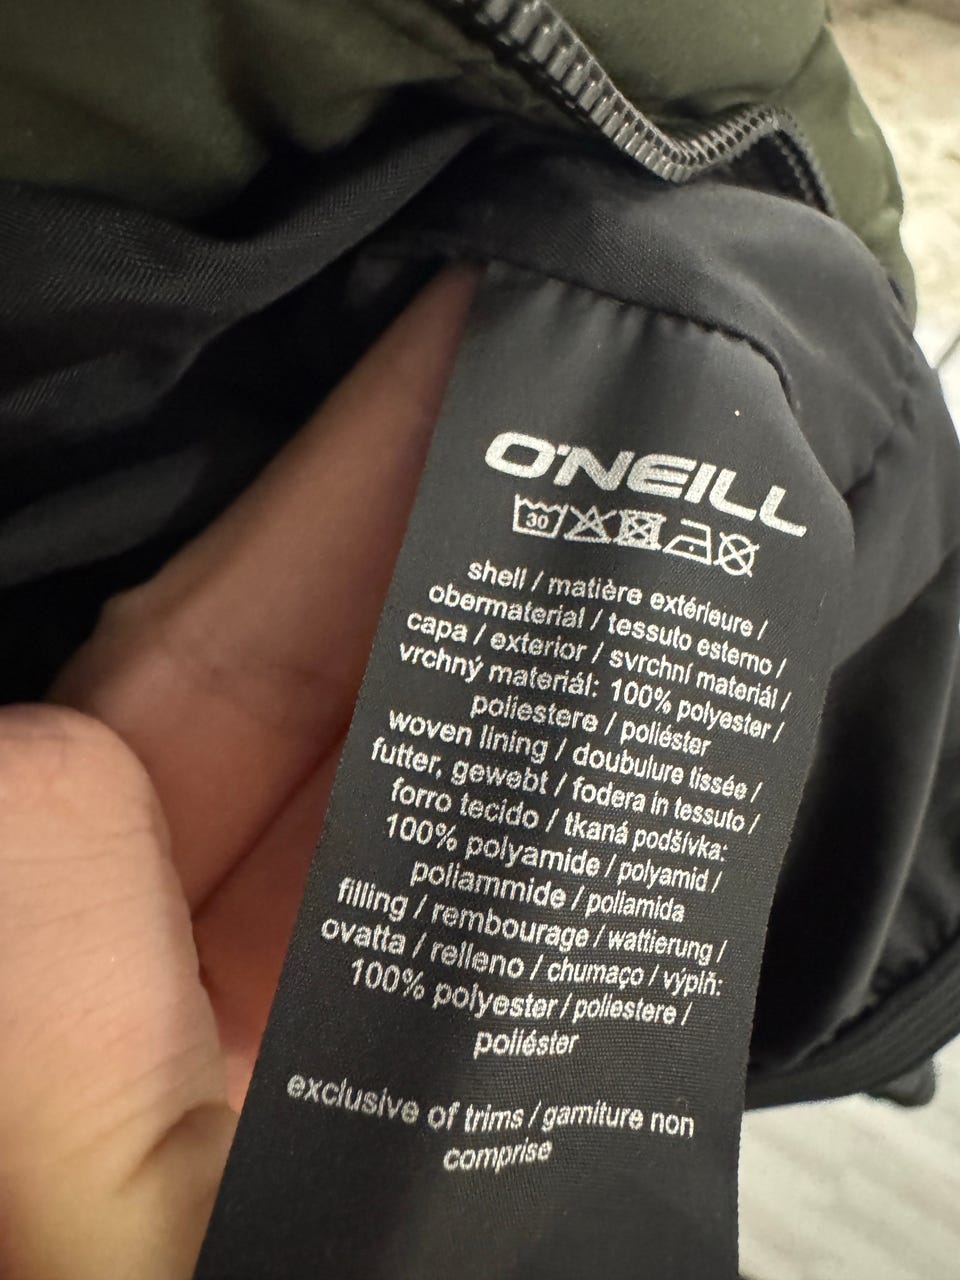 O'NEILL
30
shell / matière extérieure /
obermaterial / tessuto esterno /
capa / exterior / svrchní materiál /
vrchný materiál: 100% polyester /
poliestere / poliéster
woven lining / doubulure tissée /
futter, gewebt / fodera in tessuto /
forro tecido / tkaná podšívka:
100% polyamide / polyamid /
poliammide / poliamida
filling / rembourage / wattierung /
ovatta / relleno / chumaço / výplň:
100% polyester / poliestere /
poliéster
exclusive of trims / garniture non
comprise